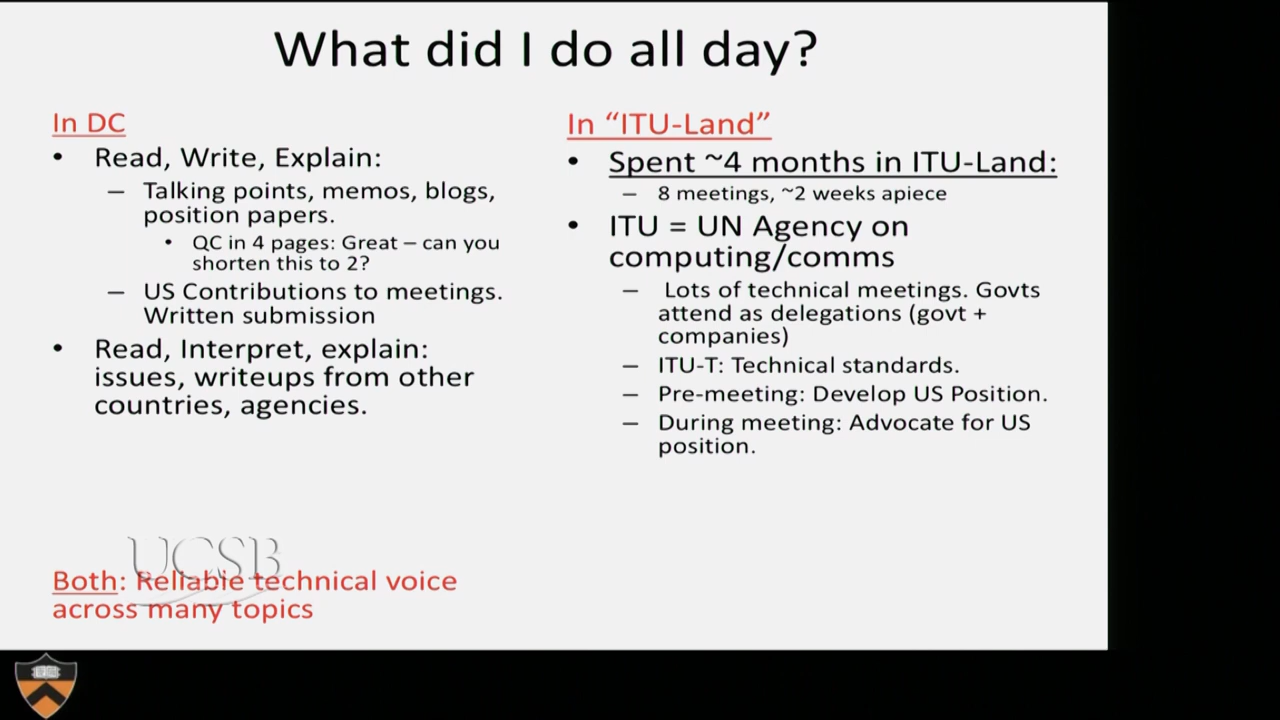 What did I do all day?
In DC
• Read, Write, Explain:
– Talking points, memos, blogs,
position papers.
• QC in 4 pages: Great – can you
shorten this to 2?
– US Contributions to meetings.
Written submission
• Read, Interpret, explain:
issues, writeups from other
countries, agencies.
Both: Reliable technical voice
across many topics
In “ITU-Land”
• Spent ~4 months in ITU-Land:
– 8 meetings, ~2 weeks apiece
• ITU = UN Agency on
computing/comms
– Lots of technical meetings. Govts
attend as delegations (govt +
companies)
– ITU-T: Technical standards.
– Pre-meeting: Develop US Position.
– During meeting: Advocate for US
position.
UCSB